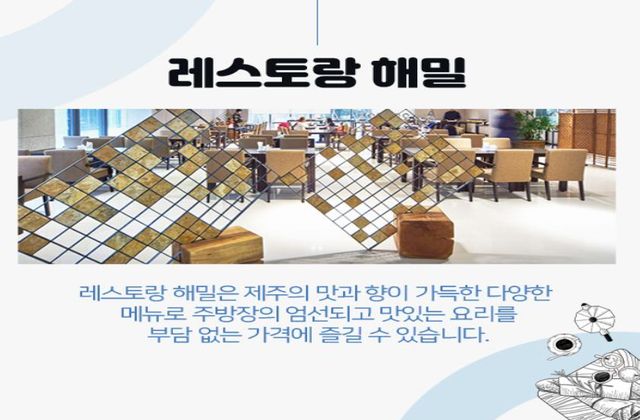 레스토랑 해밀
레스토랑 해밀은 제주의 맛과 향이 가득한 다양한
메뉴로 주방장의 엄선되고 맛있는 요리를
부담 없는 가격에 즐길 수 있습니다.